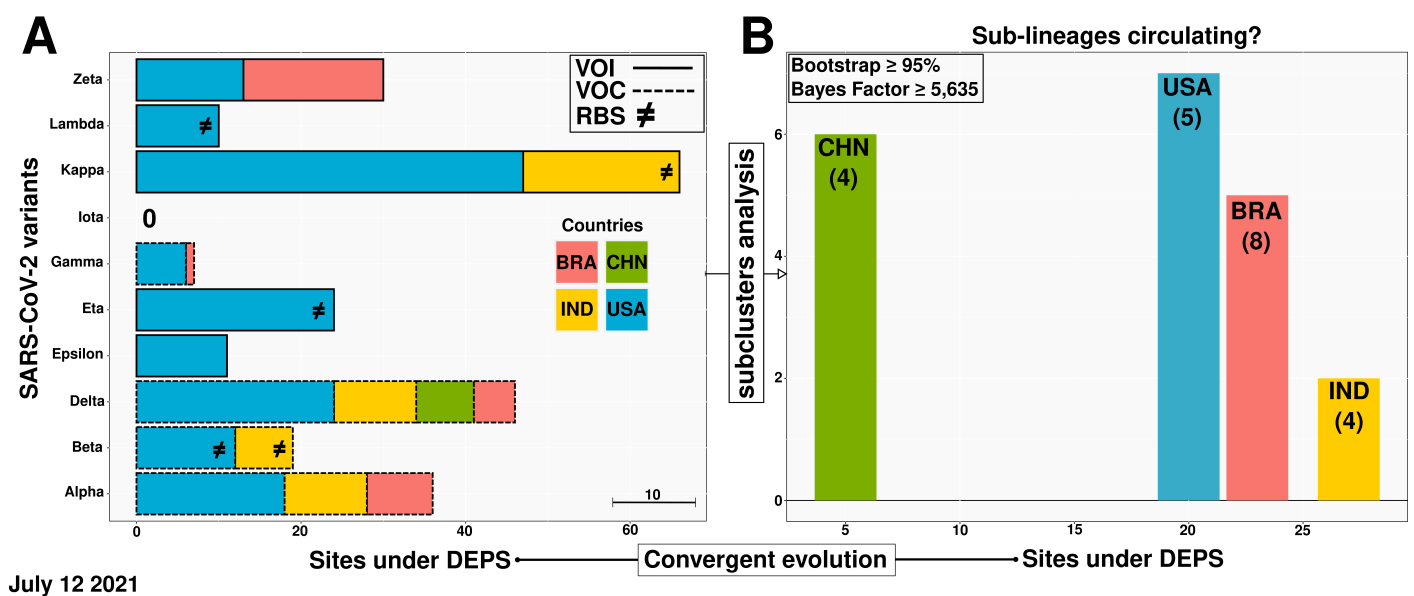 A
SARS-CoV-2 variants
Zeta
Lambda
Kappa
Iota
Gamma
Eta
Epsilon
Delta
Beta
Alpha
≠
≠
0
≠
≠ ≠
VOI
VOC
RBS ≠
Countries
BRA CHN
IND USA
10
0 20 40 60
Sites under DEPS
July 12 2021
subclusters analysis
Convergent evolution
B
Sub-lineages circulating?
Bootstrap ≥ 95%
Bayes Factor ≥ 5,635
6
4
2
0
CHN
(4)
USA
(5)
BRA
(8)
IND
(4)
5 10 15 20 25
Sites under DEPS